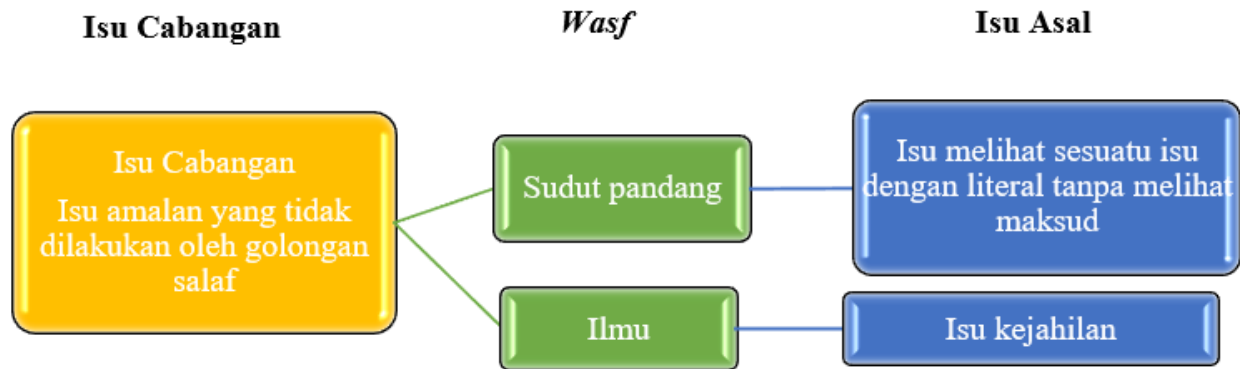 Isu Cabangan
Wasf
Isu Asal
Isu Cabangan
Isu amalan yang tidak
dilakukan oleh golongan
salaf
Sudut pandang
Isu melihat sesuatu isu
dengan literal tanpa melihat
maksud
Ilmu
Isu kejahilan